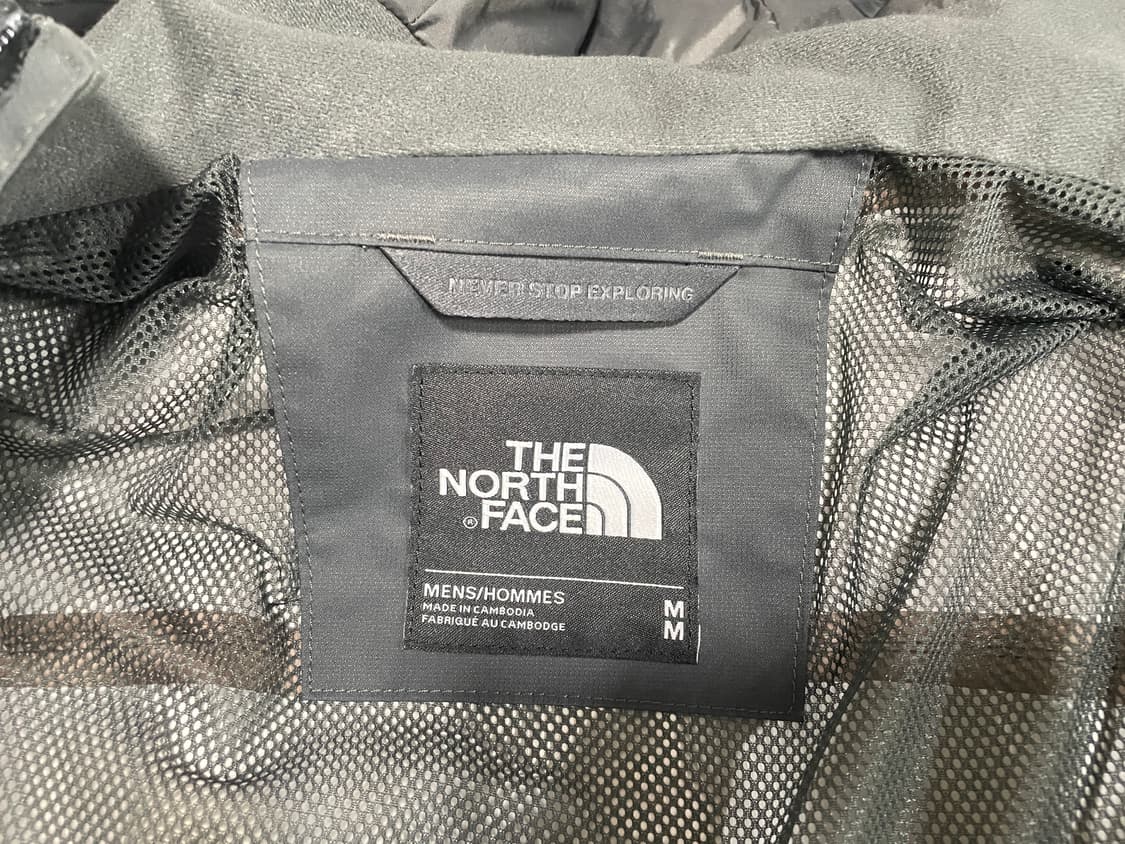 NEVER STOP EXPLORING
THE
NORTH
® FACE
MENS/HOMMES
MADE IN CAMBODIA
FABRIQUÉ AU CAMBODGE
M
M